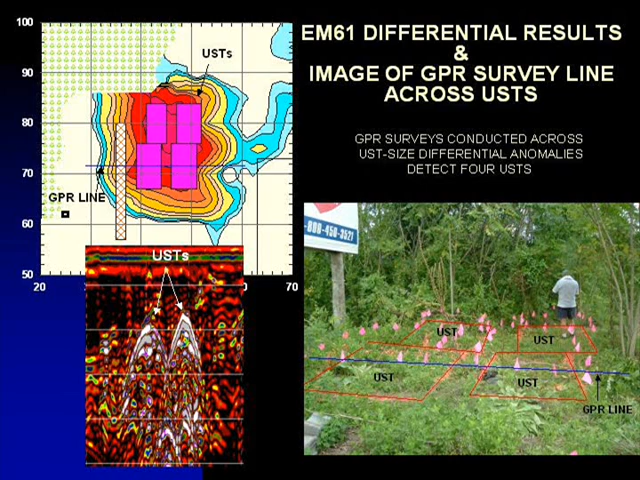 EM61 DIFFERENTIAL RESULTS
&
IMAGE OF GPR SURVEY LINE
ACROSS USTS
GPR SURVEYS CONDUCTED ACROSS
UST-SIZE DIFFERENTIAL ANOMALIES
DETECT FOUR USTS
100
90
80
70
60
50
20
70
USTs
GPR LINE
USTs
-800-450-3521
UST
UST
UST
UST
GPR LINE